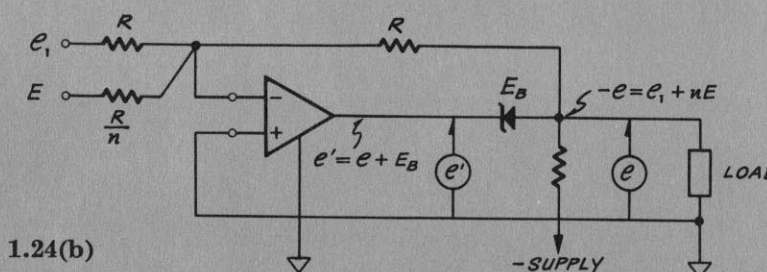 R
R
e₁
E
R/n
−
+
E_B
−e = e₁ + nE
e' = e + E_B
e'
e
LOAD
1.24(b)
−SUPPLY